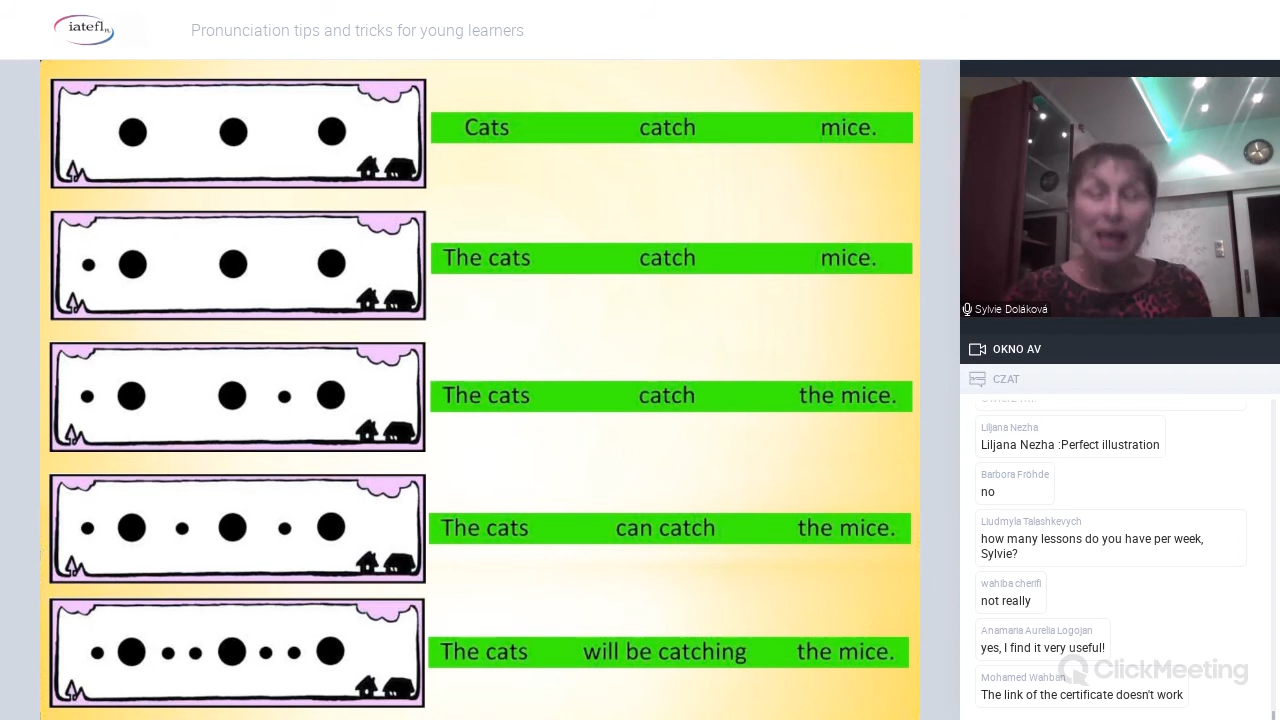 iatefl PL
Pronunciation tips and tricks for young learners
Cats catch mice.
The cats catch mice.
The cats catch the mice.
The cats can catch the mice.
The cats will be catching the mice.
Sylvie Doláková
OKNO AV
CZAT
Liljana Nezha
Liljana Nezha :Perfect illustration
Barbora Fröhde
no
Liudmyla Talashkevych
how many lessons do you have per week,
Sylvie?
wahiba cherifi
not really
Anamaria Aurelia Logojan
yes, I find it very useful!
ClickMeeting
Mohamed Wahban
The link of the certificate doesn't work